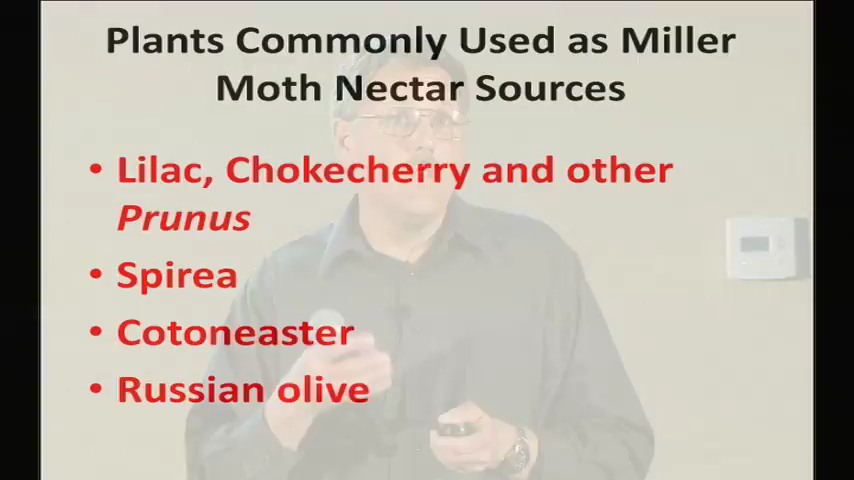 Plants Commonly Used as Miller
Moth Nectar Sources
• Lilac, Chokecherry and other
Prunus
• Spirea
• Cotoneaster
• Russian olive